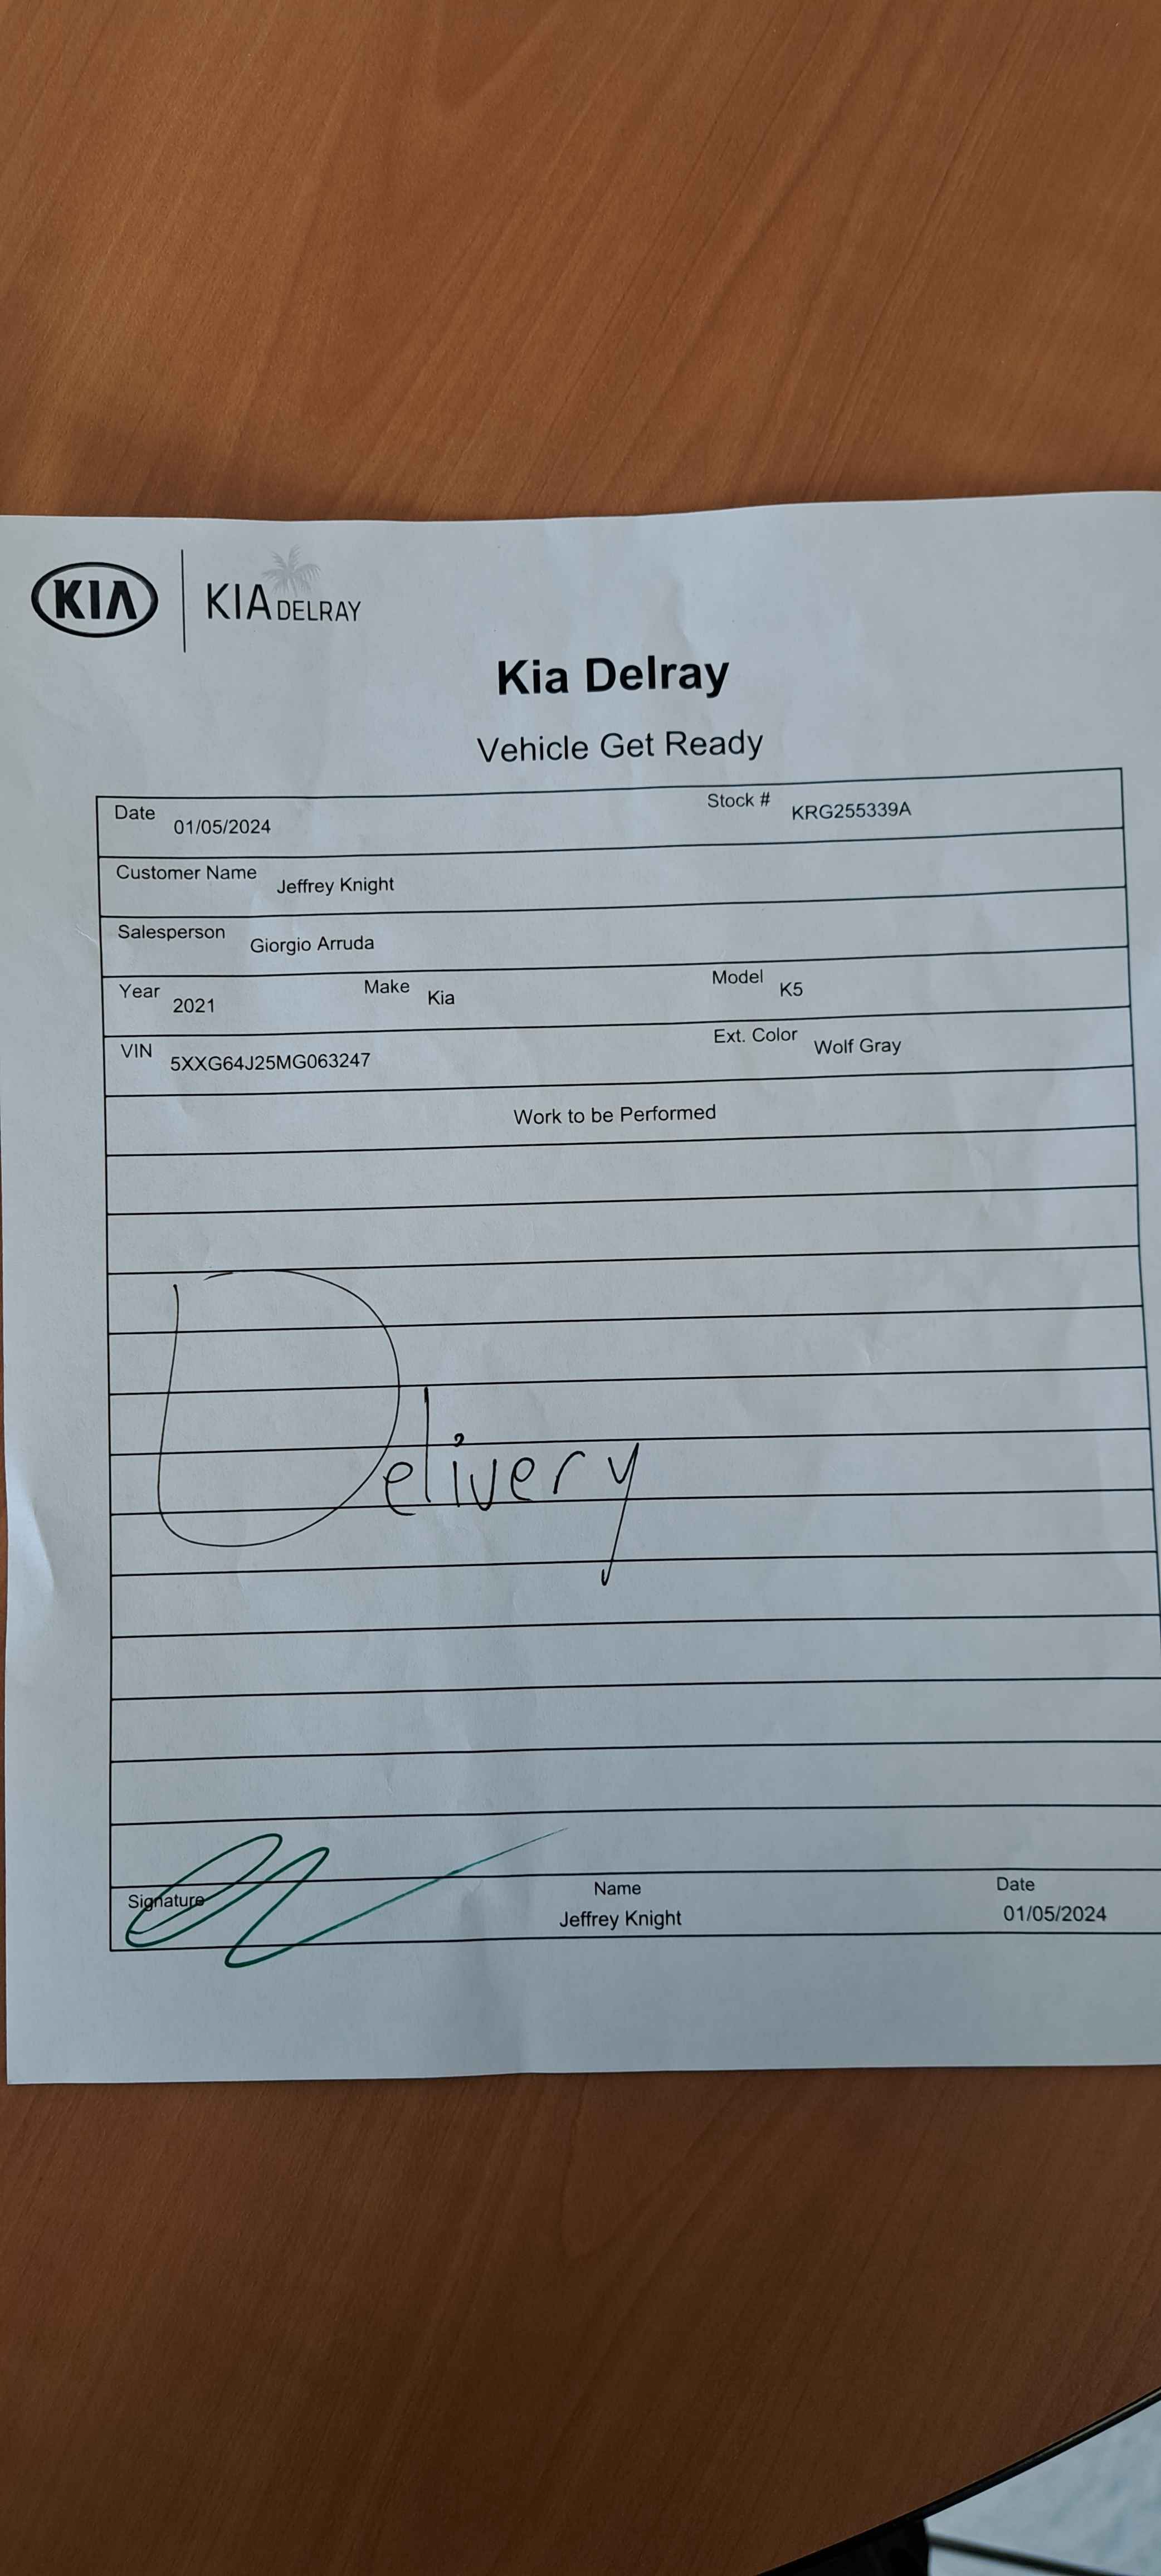 KIA KIA DELRAY
Kia Delray
Vehicle Get Ready
Date 01/05/2024 Stock # KRG255339A
Customer Name Jeffrey Knight
Salesperson Giorgio Arruda
Year 2021 Make Kia Model K5
VIN 5XXG64J25MG063247 Ext. Color Wolf Gray
Work to be Performed
Delivery
Signature Name Date
Jeffrey Knight 01/05/2024